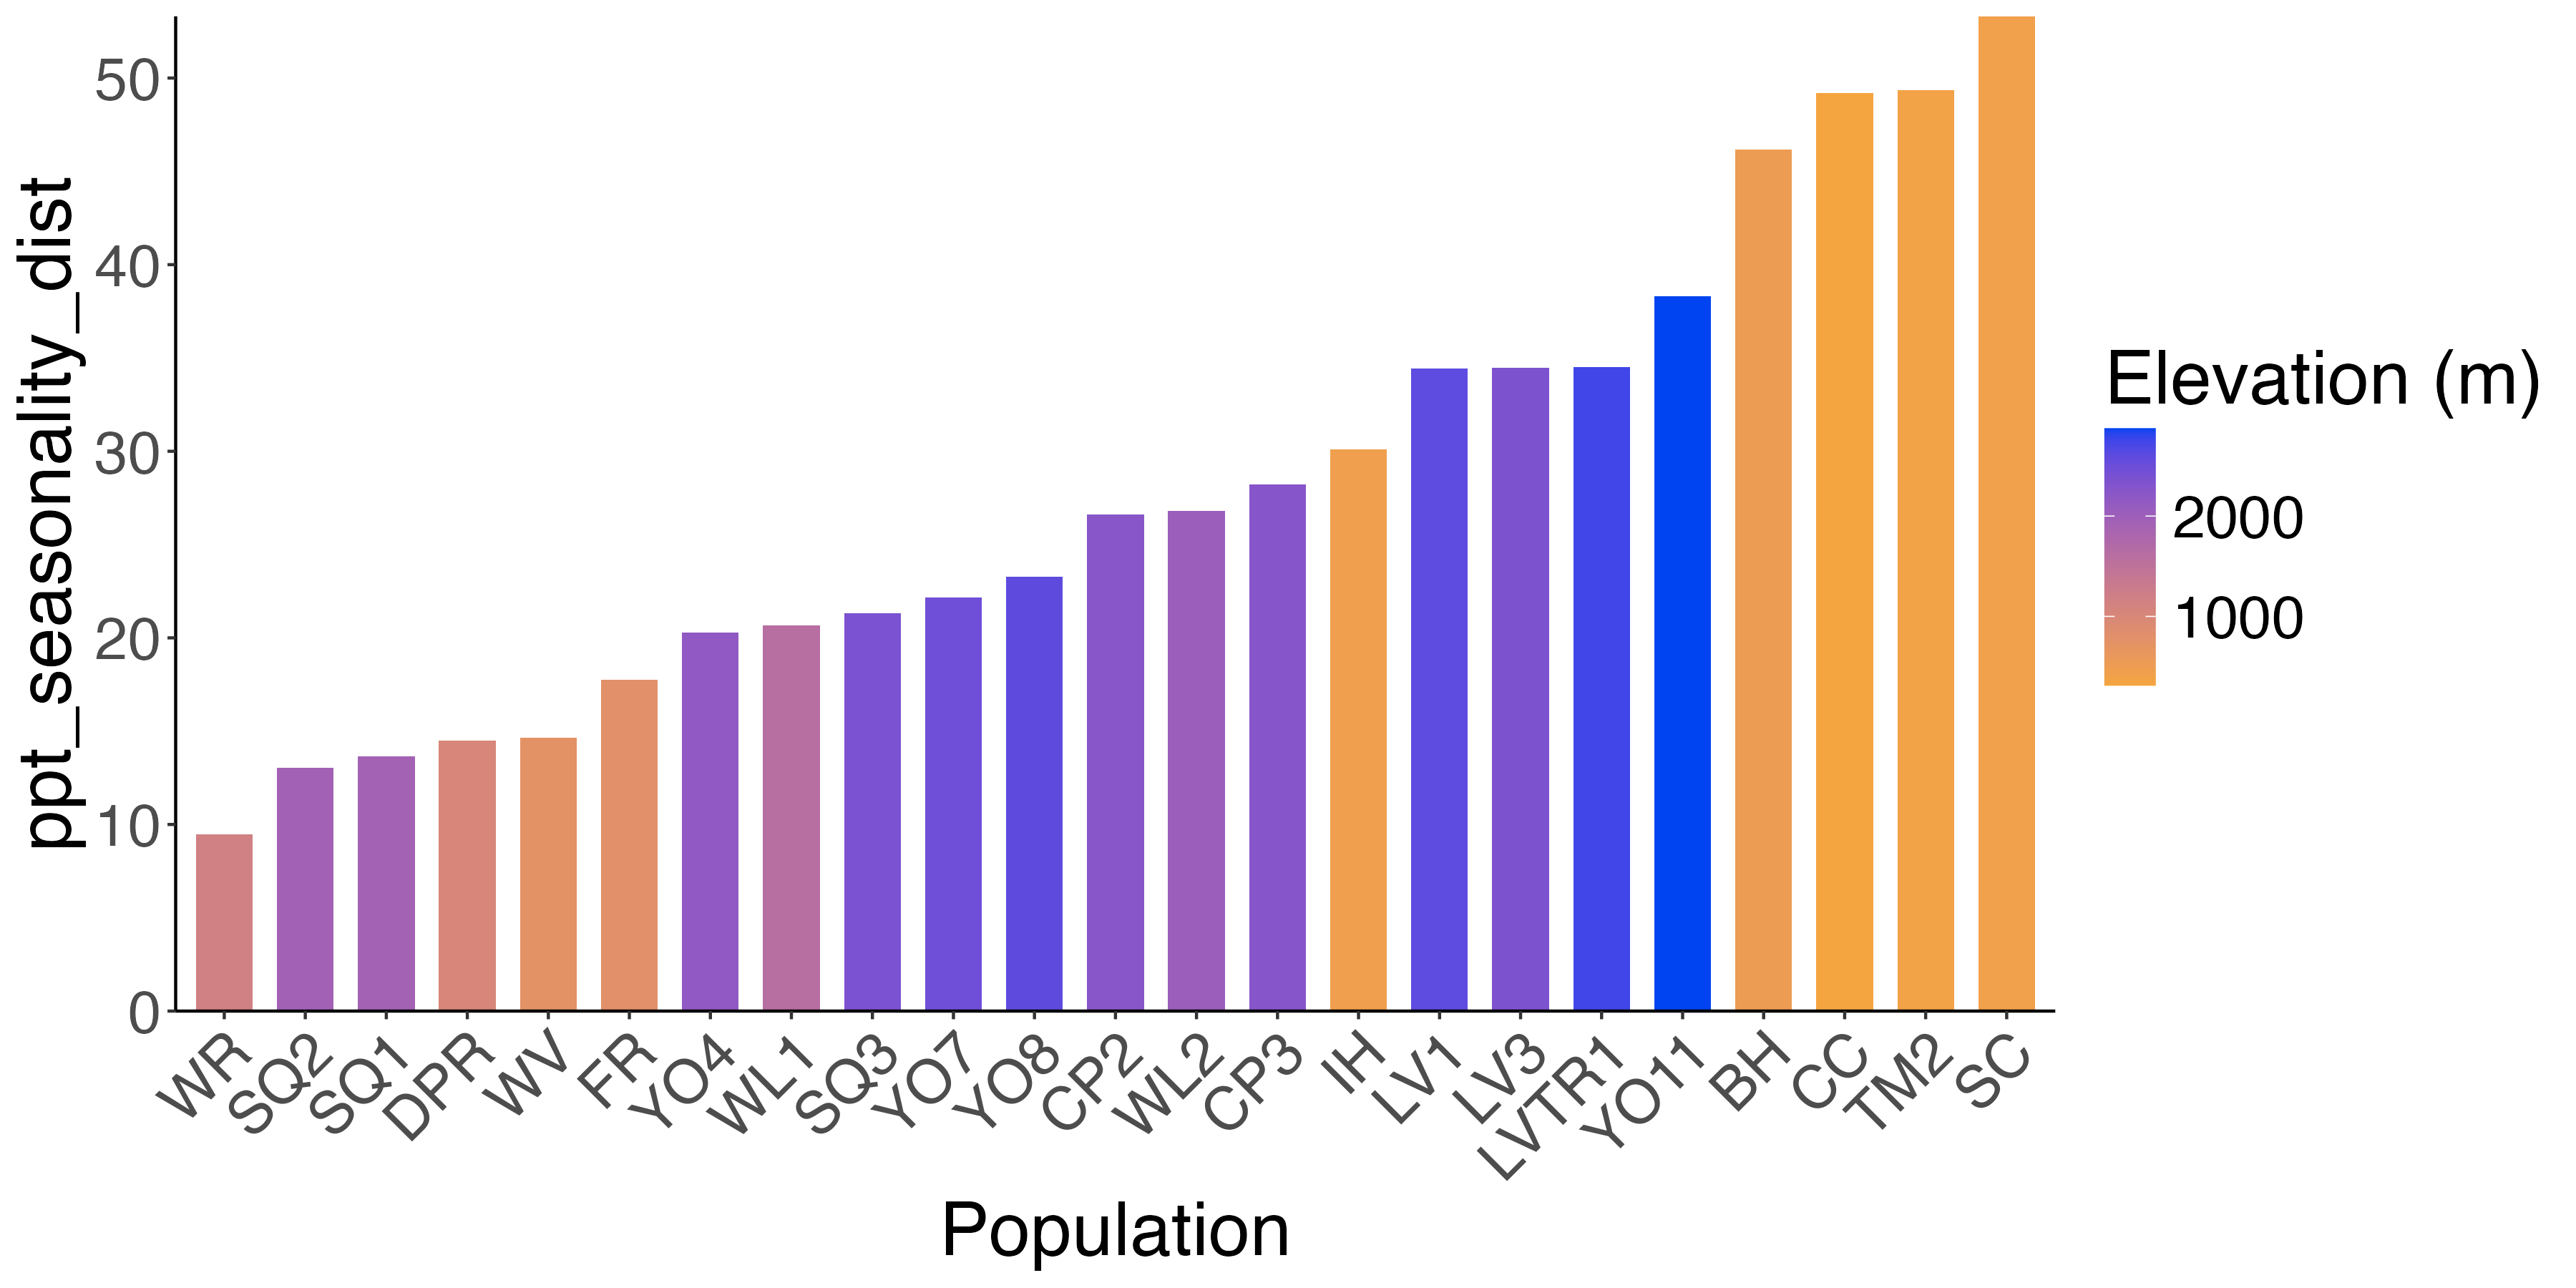 ppt_seasonality_dist
50
40
30
20
10
0
WR
SQ2
SQ1
DPR
WV
FR
YO4
WL1
SQ3
YO7
YO8
CP2
WL2
CP3
IH
LV1
LV3
LVTR1
YO11
BH
CC
TM2
SC
Population
Elevation (m)
2000
1000